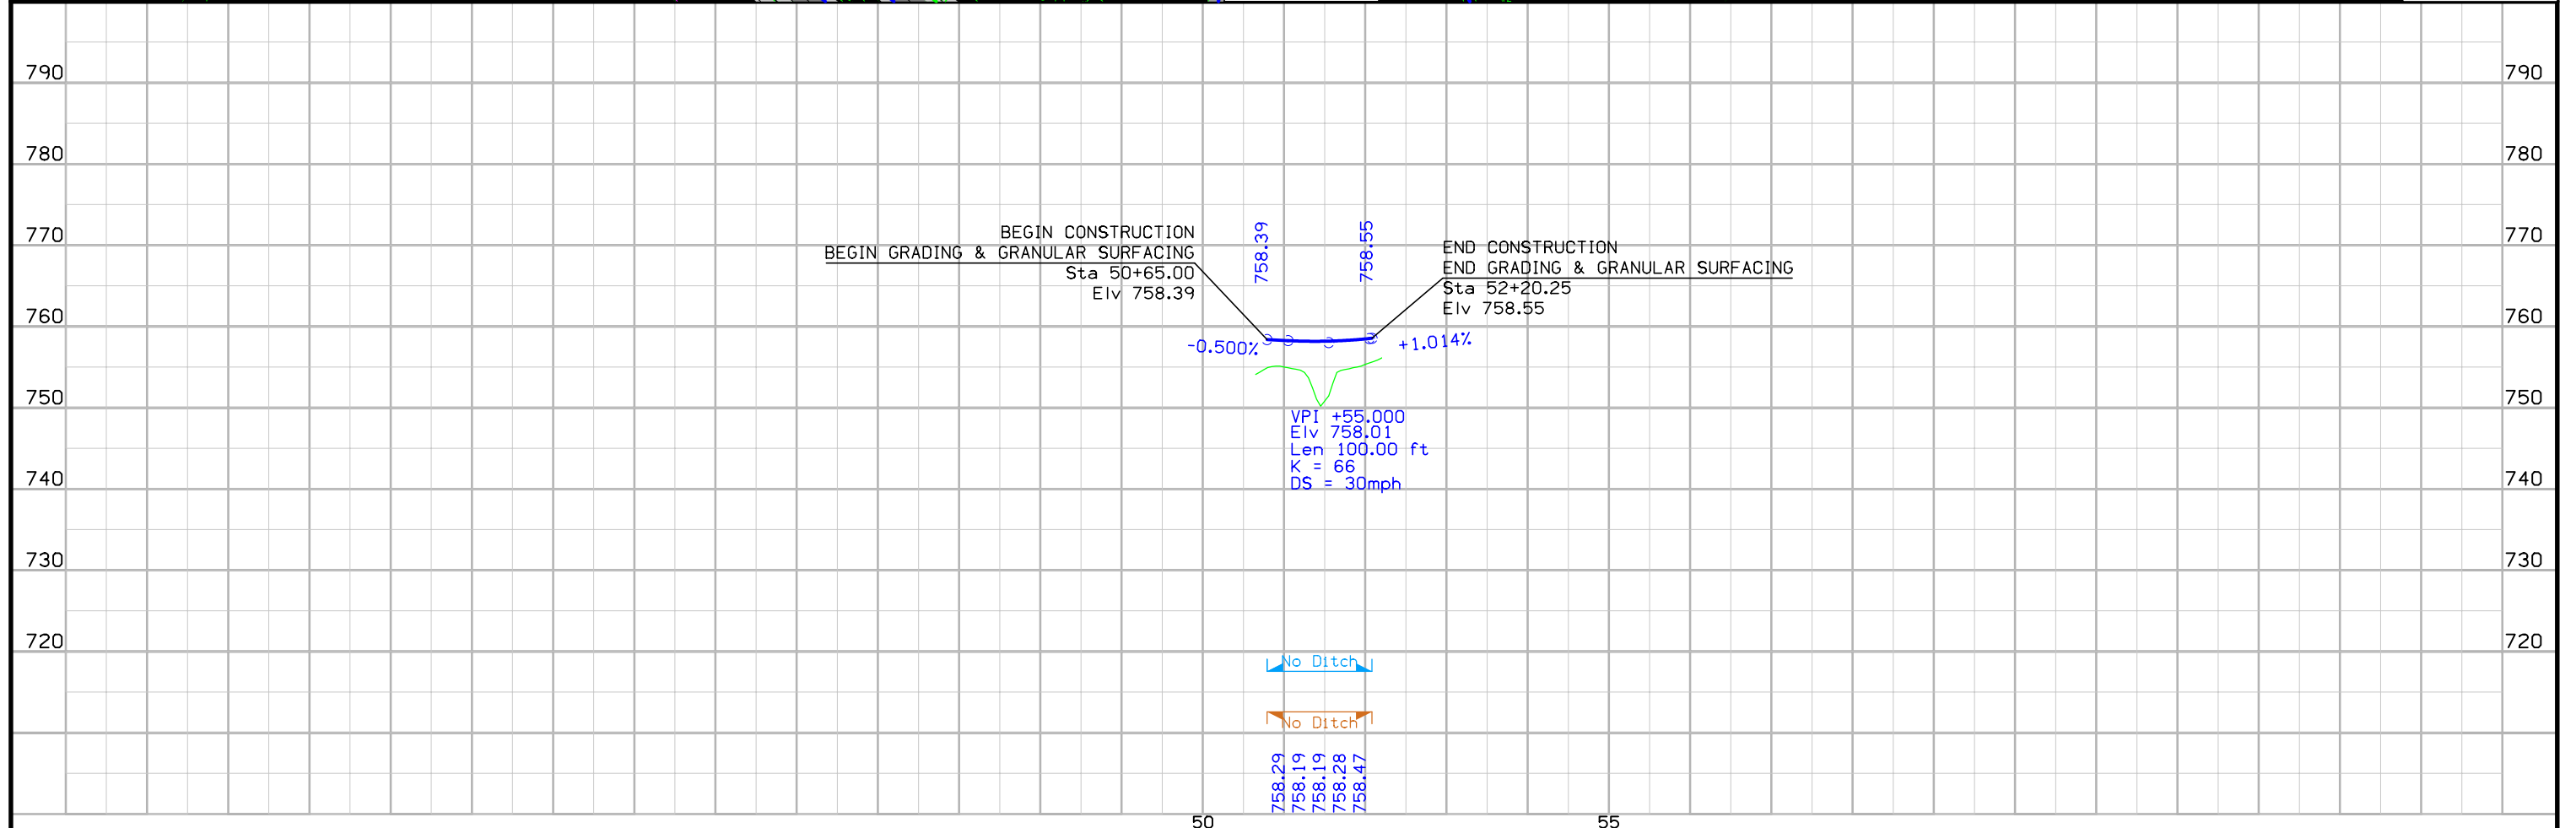 790 790
780 780
770 770
760 760
750 750
740 740
730 730
720 720
BEGIN CONSTRUCTION
BEGIN GRADING & GRANULAR SURFACING
Sta 50+65.00
Elv 758.39
758.39
758.55
END CONSTRUCTION
END GRADING & GRANULAR SURFACING
Sta 52+20.25
Elv 758.55
-0.500%
+1.014%
VPI +55.000
Elv 758.01
Len 100.00 ft
K = 66
DS = 30mph
No Ditch
No Ditch
758.29
758.19
758.19
758.28
758.47
50 55